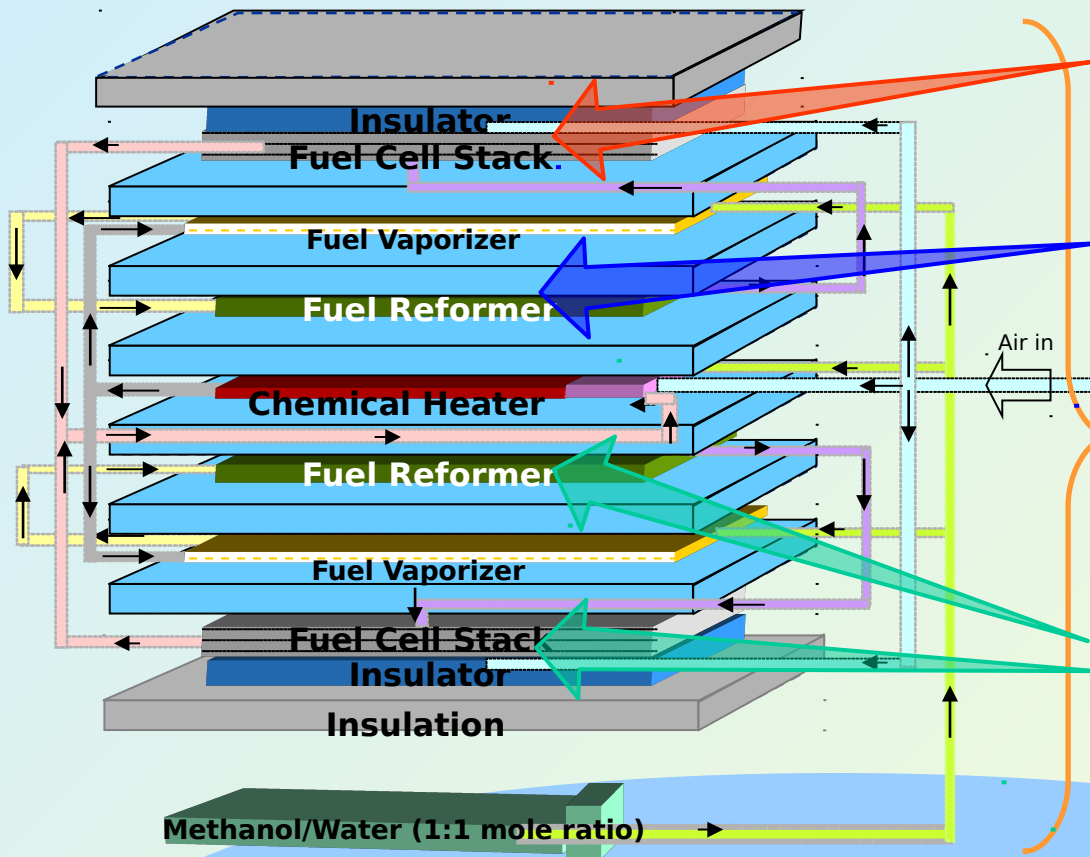 Insulator
Fuel Cell Stack
Fuel Vaporizer
Fuel Reformer
Air in
Chemical Heater
Fuel Reformer
Fuel Vaporizer
Fuel Cell Stack
Insulator
Insulation
Methanol/Water (1:1 mole ratio)